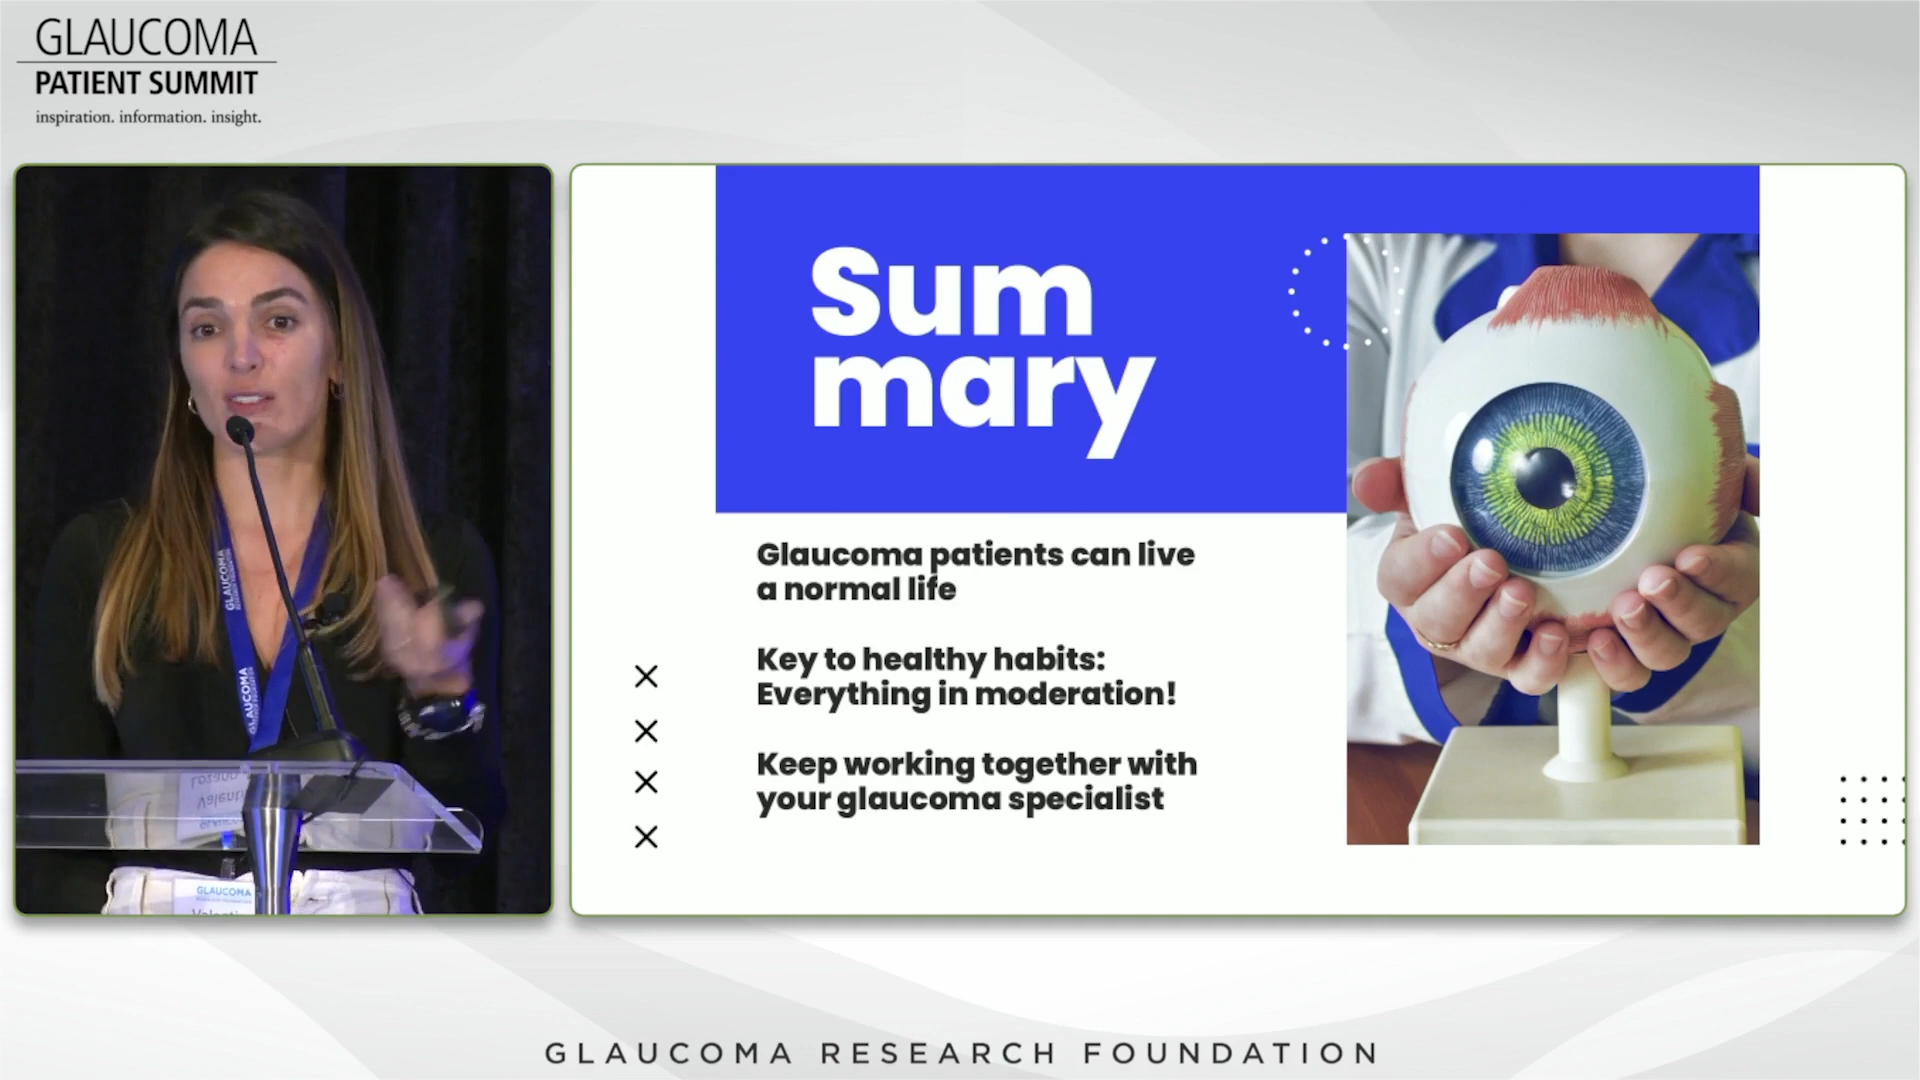 GLAUCOMA
PATIENT SUMMIT
inspiration. information. insight.
Sum
mary
Glaucoma patients can live
a normal life
Key to healthy habits:
Everything in moderation!
Keep working together with
your glaucoma specialist
GLAUCOMA
GLAUCOMA
GLAUCOMA
GLAUCOMA RESEARCH FOUNDATION